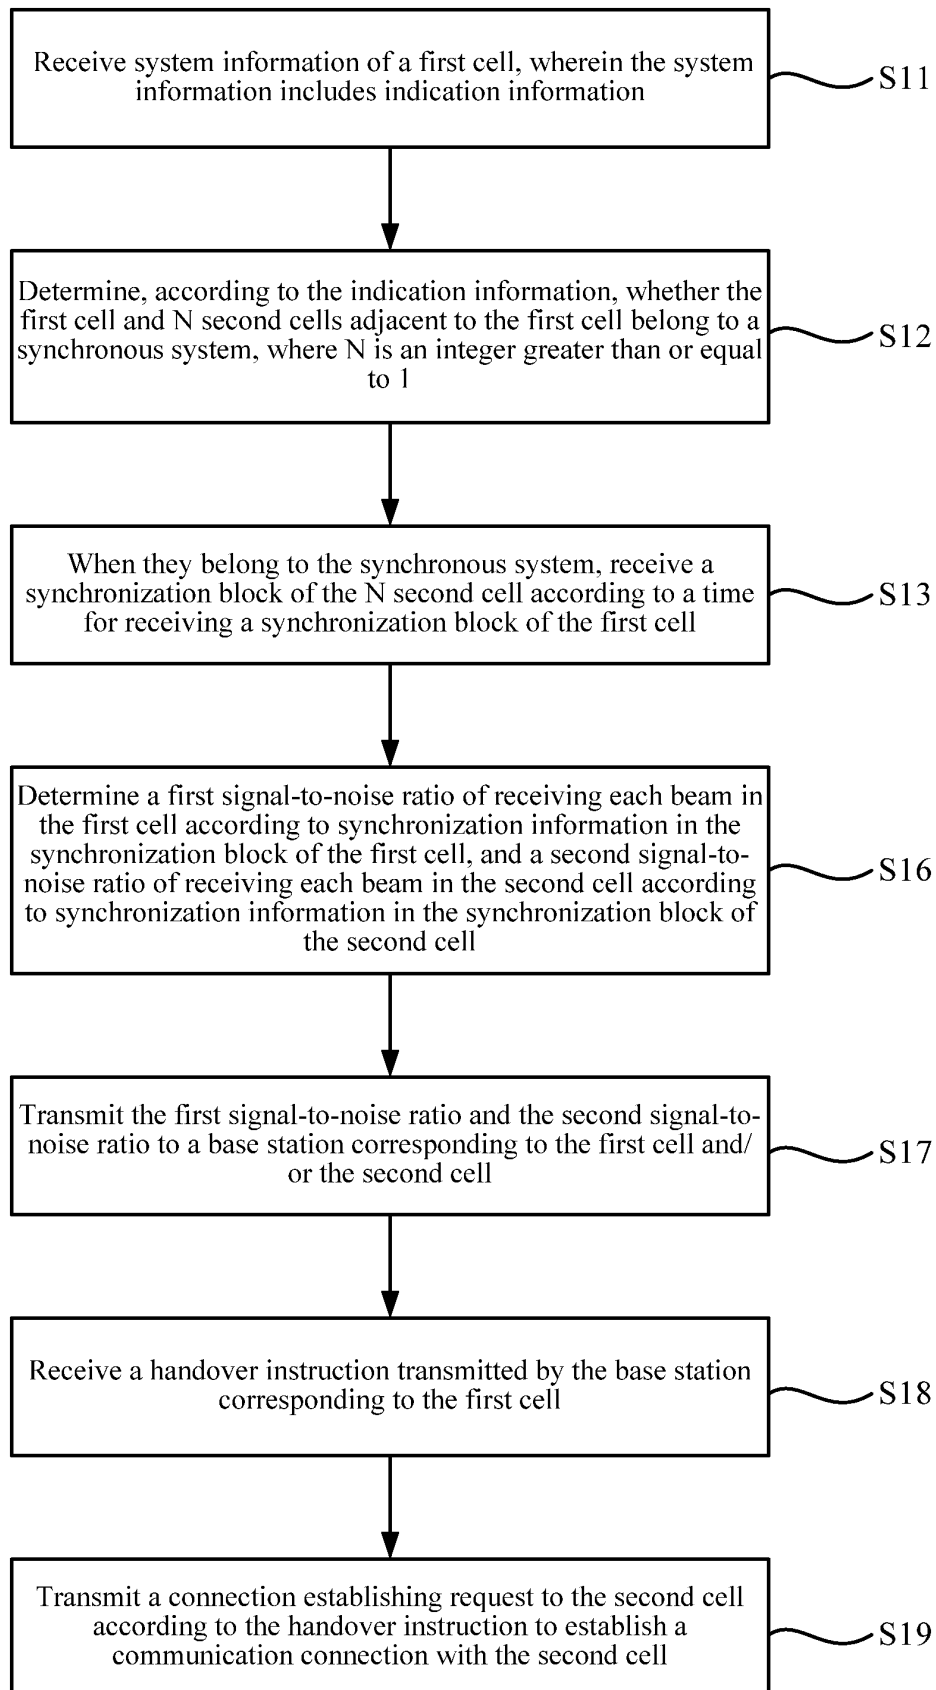 Receive system information of a first cell, wherein the system
information includes indication information
S11
Determine, according to the indication information, whether the
first cell and N second cells adjacent to the first cell belong to a
synchronous system, where N is an integer greater than or equal
to 1
S12
When they belong to the synchronous system, receive a
synchronization block of the N second cell according to a time
for receiving a synchronization block of the first cell
S13
Determine a first signal-to-noise ratio of receiving each beam in
the first cell according to synchronization information in the
synchronization block of the first cell, and a second signal-to-
noise ratio of receiving each beam in the second cell according
to synchronization information in the synchronization block of
the second cell
S16
Transmit the first signal-to-noise ratio and the second signal-to-
noise ratio to a base station corresponding to the first cell and/
or the second cell
S17
Receive a handover instruction transmitted by the base station
corresponding to the first cell
S18
Transmit a connection establishing request to the second cell
according to the handover instruction to establish a
communication connection with the second cell
S19